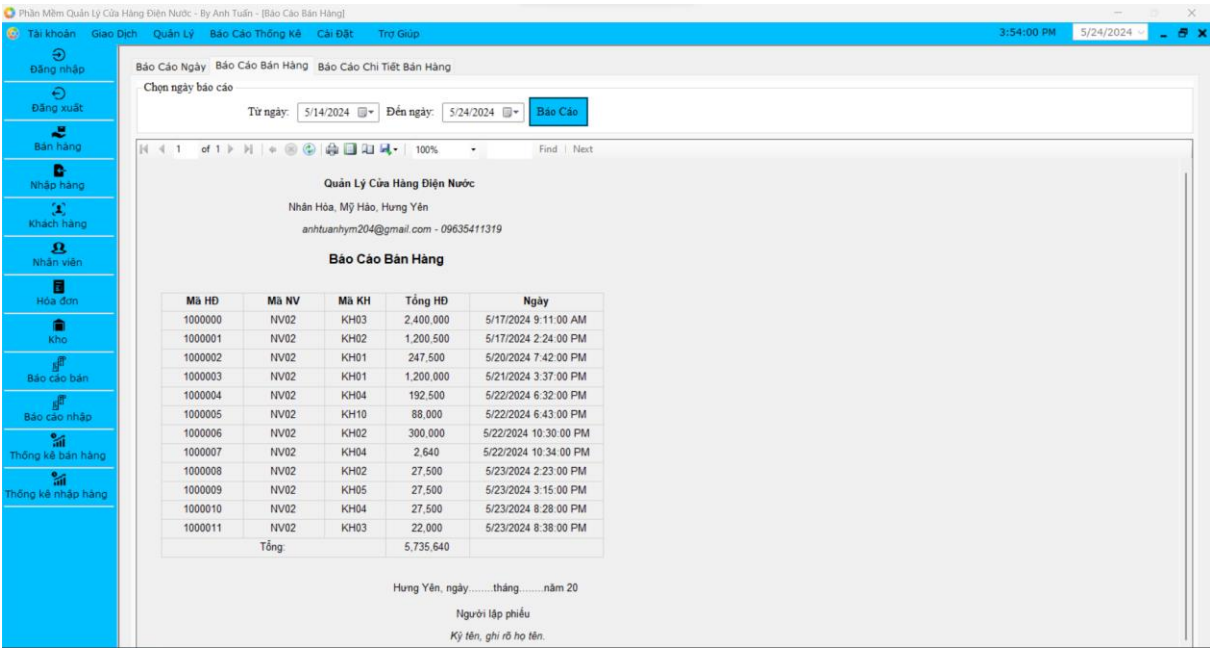 Phần Mềm Quản Lý Cửa Hàng Điện Nước - By Anh Tuấn - [Báo Cáo Bán Hàng]
Tài khoản Giao Dịch Quản Lý Báo Cáo Thống Kê Cài Đặt Trợ Giúp 3:54:00 PM 5/24/2024
Đăng nhập
Đăng xuất
Bán hàng
Nhập hàng
Khách hàng
Nhân viên
Hóa đơn
Kho
Báo cáo bán
Báo cáo nhập
Thống kê bán hàng
Thống kê nhập hàng
Báo Cáo Ngày Báo Cáo Bán Hàng Báo Cáo Chi Tiết Bán Hàng
Chọn ngày báo cáo
Từ ngày: 5/14/2024 Đến ngày: 5/24/2024 Báo Cáo
1 of 1 100% Find | Next
Quản Lý Cửa Hàng Điện Nước
Nhân Hòa, Mỹ Hào, Hưng Yên
anhtuanhym204@gmail.com - 09635411319
Báo Cáo Bán Hàng
Mã HĐ Mã NV Mã KH Tổng HĐ Ngày
1000000 NV02 KH03 2,400,000 5/17/2024 9:11:00 AM
1000001 NV02 KH02 1,200,500 5/17/2024 2:24:00 PM
1000002 NV02 KH01 247,500 5/20/2024 7:42:00 PM
1000003 NV02 KH01 1,200,000 5/21/2024 3:37:00 PM
1000004 NV02 KH04 192,500 5/22/2024 6:32:00 PM
1000005 NV02 KH10 88,000 5/22/2024 6:43:00 PM
1000006 NV02 KH02 300,000 5/22/2024 10:30:00 PM
1000007 NV02 KH04 2,640 5/22/2024 10:34:00 PM
1000008 NV02 KH02 27,500 5/23/2024 2:23:00 PM
1000009 NV02 KH05 27,500 5/23/2024 3:15:00 PM
1000010 NV02 KH04 27,500 5/23/2024 8:28:00 PM
1000011 NV02 KH03 22,000 5/23/2024 8:38:00 PM
Tổng: 5,735,640
Hưng Yên, ngày........tháng........năm 20
Người lập phiếu
Ký tên, ghi rõ họ tên.